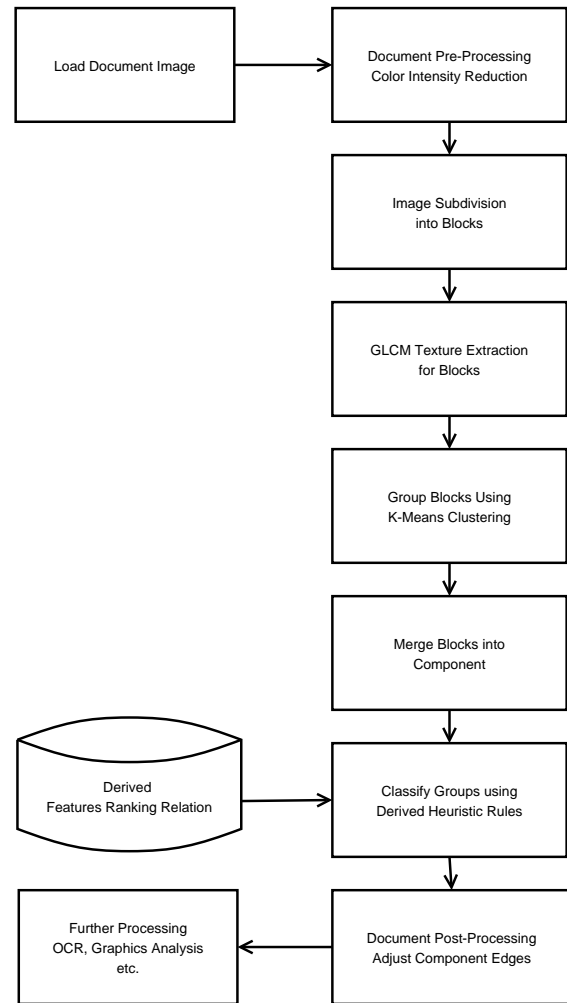 Load Document Image
Document Pre-Processing
Color Intensity Reduction
Image Subdivision
into Blocks
GLCM Texture Extraction
for Blocks
Group Blocks Using
K-Means Clustering
Merge Blocks into
Component
Derived
Features Ranking Relation
Classify Groups using
Derived Heuristic Rules
Further Processing
OCR, Graphics Analysis
etc.
Document Post-Processing
Adjust Component Edges